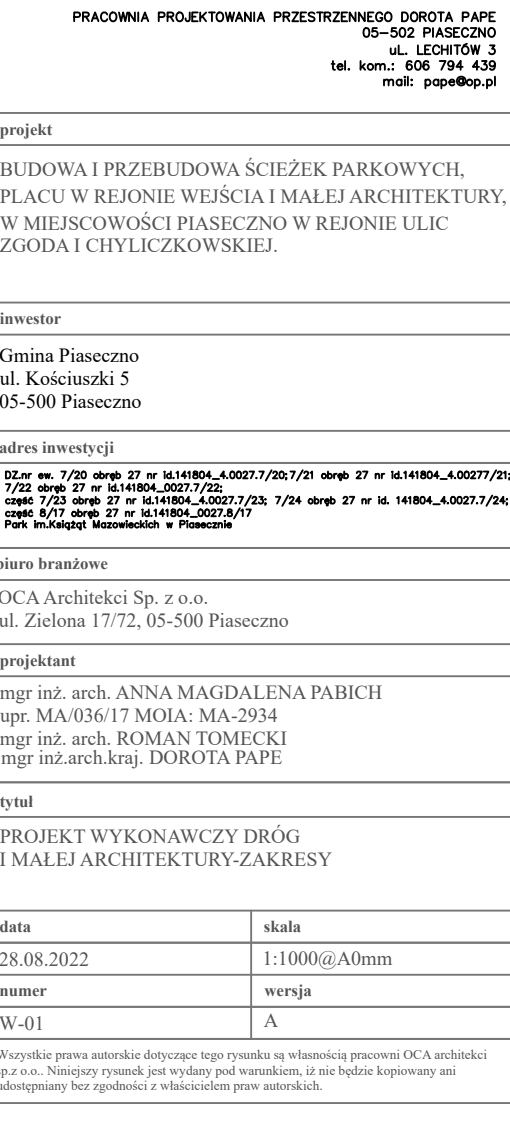 PRACOWNIA PROJEKTOWANIA PRZESTRZENNEGO DOROTA PAPE
05-502 PIASECZNO
uL. LECHITÓW 3
tel. kom.: 606 794 439
mail: pape@op.pl
projekt
BUDOWA I PRZEBUDOWA ŚCIEŻEK PARKOWYCH,
PLACU W REJONIE WEJŚCIA I MAŁEJ ARCHITEKTURY,
W MIEJSCOWOŚCI PIASECZNO W REJONIE ULIC
ZGODA I CHYLICZKOWSKIEJ.
inwestor
Gmina Piaseczno
ul. Kościuszki 5
05-500 Piaseczno
adres inwestycji
DZ.nr ew. 7/20 obręb 27 nr id.141804_4.0027.7/20;7/21 obręb 27 nr id.141804_4.00277/21;
7/22 obręb 27 nr id.141804_0027.7/22;
część 7/23 obręb 27 nr id.141804_4.0027.7/23; 7/24 obręb 27 nr id. 141804_4.0027.7/24;
część 8/17 obręb 27 nr id.141804_0027.8/17
Park im.Książąt Mazowieckich w Piasecznie
biuro branżowe
OCA Architekci Sp. z o.o.
ul. Zielona 17/72, 05-500 Piaseczno
projektant
mgr inż. arch. ANNA MAGDALENA PABICH
upr. MA/036/17 MOIA: MA-2934
mgr inż. arch. ROMAN TOMECKI
mgr inż.arch.kraj. DOROTA PAPE
tytuł
PROJEKT WYKONAWCZY DRÓG
I MAŁEJ ARCHITEKTURY-ZAKRESY
data skala
28.08.2022 1:1000@A0mm
numer wersja
W-01 A
Wszystkie prawa autorskie dotyczące tego rysunku są własnością pracowni OCA architekci
sp.z o.o.. Niniejszy rysunek jest wydany pod warunkiem, iż nie będzie kopiowany ani
udostępniany bez zgodności z właścicielem praw autorskich.